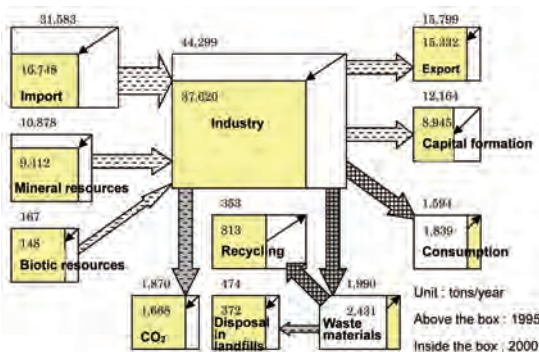 31,583
16,748
Import
10,878
9,412
Mineral resources
167
148
Biotic resources
44,299
37,620
Industry
15,799
15,332
Export
12,164
8,945
Capital formation
1,594
1,839
Consumption
353
813
Recycling
1,870
1,668
CO2
474
372
Disposal
in
landfills
1,990
2,431
Waste
materials
Unit : tons/year
Above the box : 1995
Inside the box : 2000